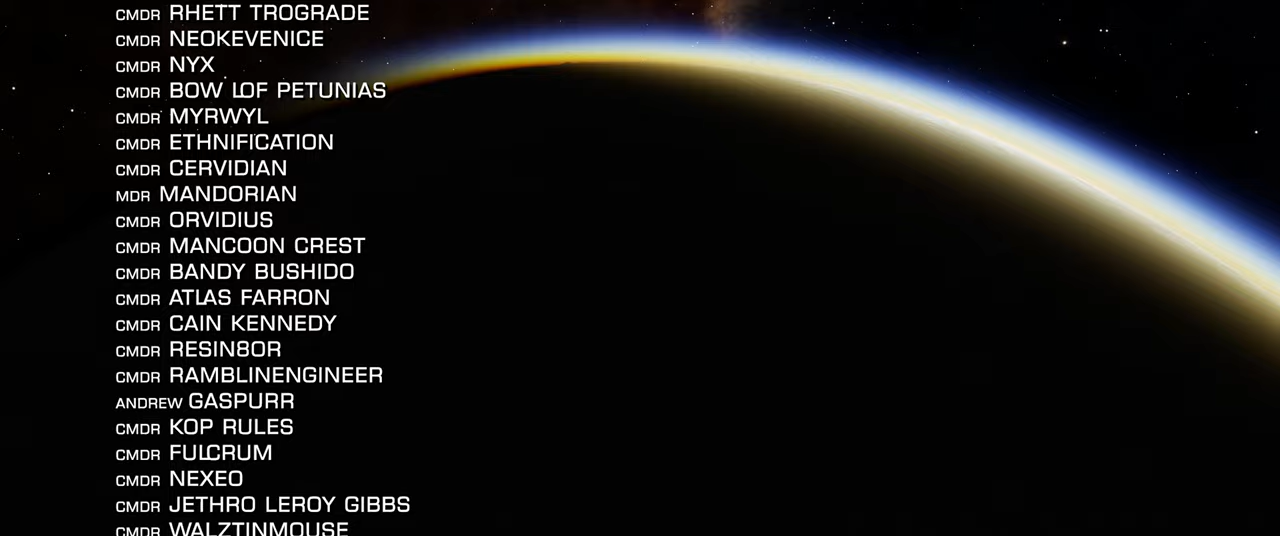 CMDR RHETT TROGRADE
CMDR NEOKEVENICE
CMDR NYX
CMDR BOW LOF PETUNIAS
CMDR MYRWYL
CMDR ETHNIFICATION
CMDR CERVIDIAN
MDR MANDORIAN
CMDR ORVIDIUS
CMDR MANCOON CREST
CMDR BANDY BUSHIDO
CMDR ATLAS FARRON
CMDR CAIN KENNEDY
CMDR RESIN8OR
CMDR RAMBLINENGINEER
ANDREW GASPURR
CMDR KOP RULES
CMDR FULCRUM
CMDR NEXEO
CMDR JETHRO LEROY GIBBS
CMDR WALZTINMOUSE